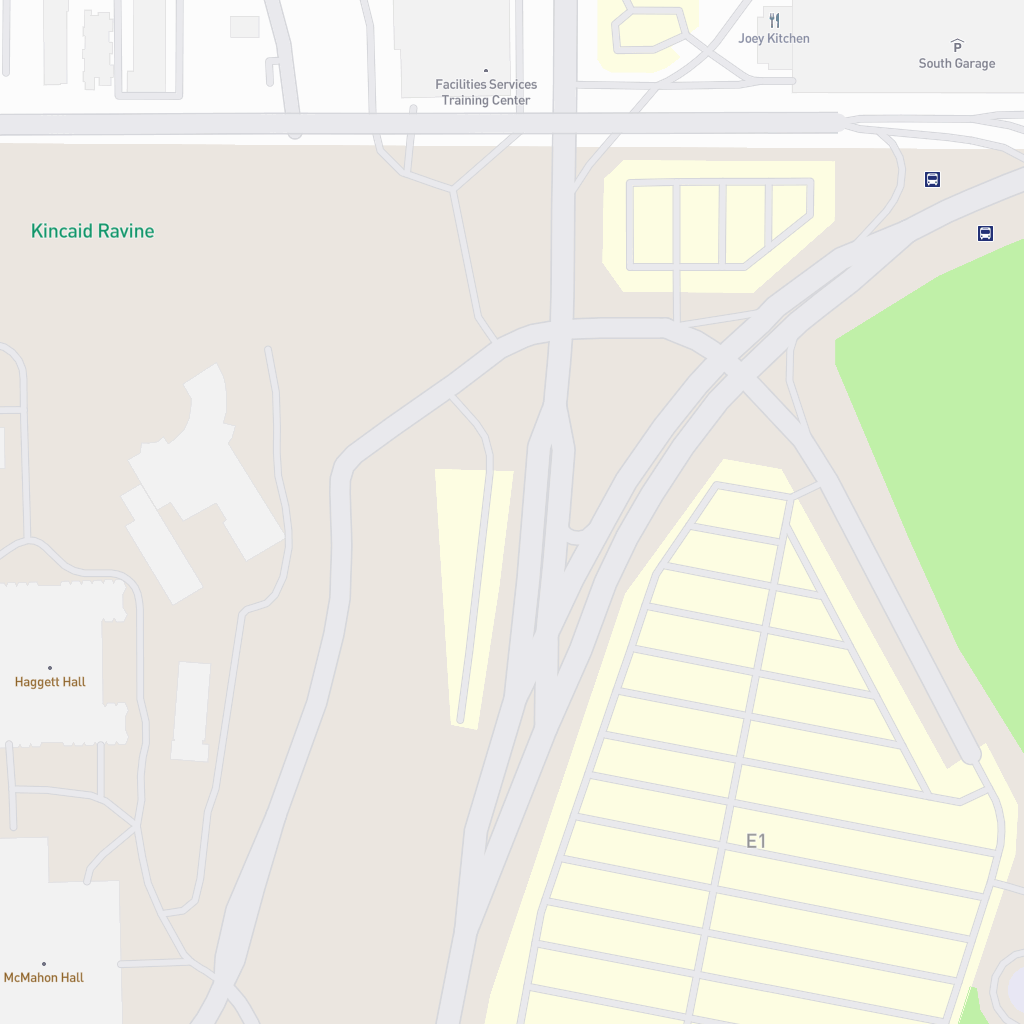 Joey Kitchen
P
South Garage
Facilities Services
Training Center
Kincaid Ravine
Haggett Hall
E1
McMahon Hall